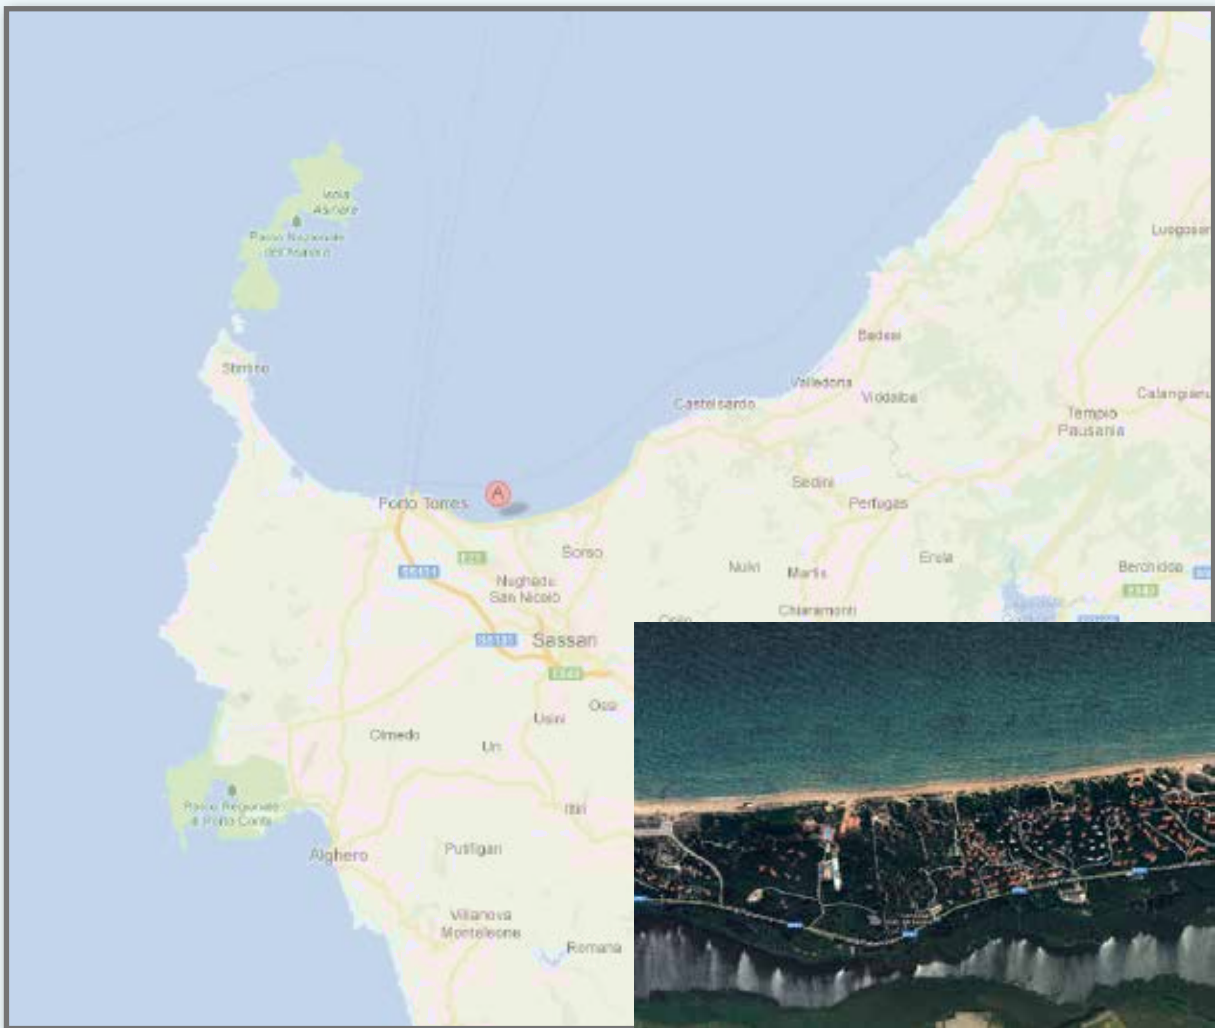 Isola
Asinara
Parco Nazionale
dell'Asinara
Luogosan
Badesi
Stintino
Valledoria
Viddalba
Calangianu
Castelsardo
Tempio
Pausania
A
Sedini
Porto Torres
Perfugas
Sorso
Erula
Nulvi
Martis
Berchidda
Nughedu
San Nicolò
Chiaramonti
SS131
Sassari
Ossi
Usini
Olmedo
Uri
Parco Regionale
di Porto Conte
Ittiri
Alghero
Putifigari
Villanova
Monteleone
Romana